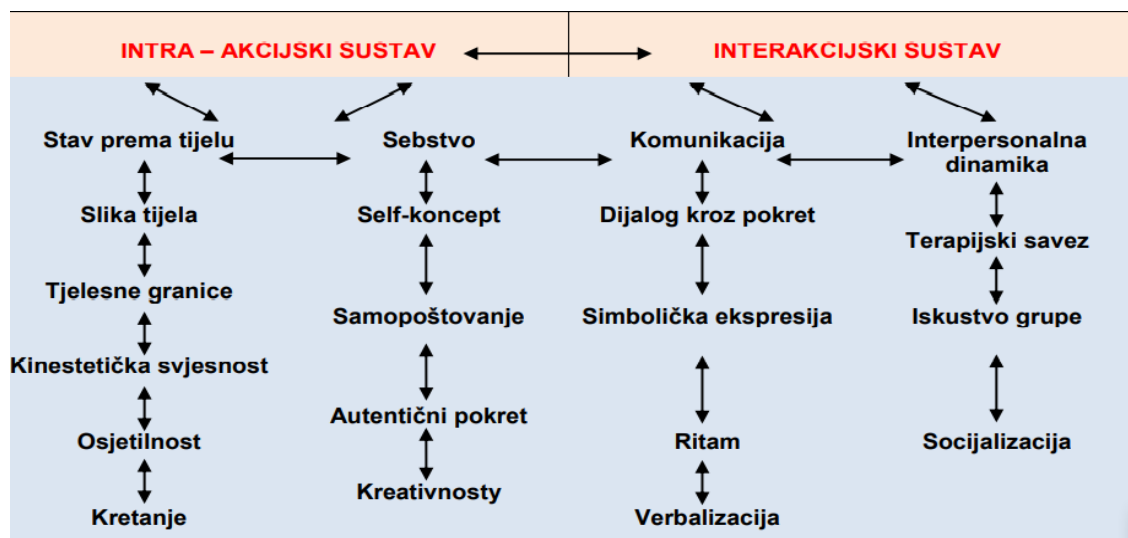 INTRA – AKCIJSKI SUSTAV
INTERAKCIJSKI SUSTAV
Stav prema tijelu
Slika tijela
Tjelesne granice
Kinestetička svjesnost
Osjetilnost
Kretanje
Sebstvo
Self-koncept
Samopoštovanje
Autentični pokret
Kreativnosty
Komunikacija
Dijalog kroz pokret
Simbolička ekspresija
Ritam
Verbalizacija
Interpersonalna
dinamika
Terapijski savez
Iskustvo grupe
Socijalizacija